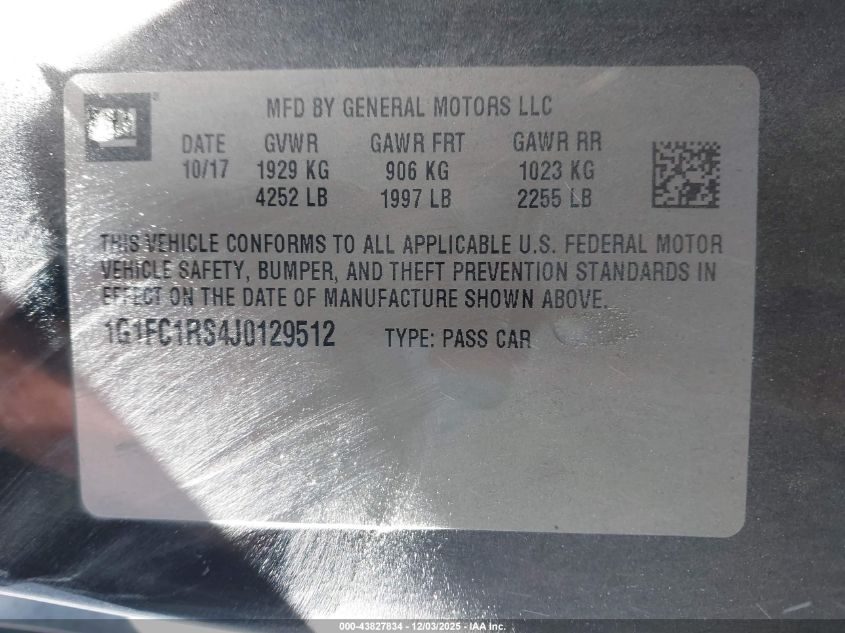 GM
MFD BY GENERAL MOTORS LLC
DATE GVWR GAWR FRT GAWR RR
10/17 1929 KG 906 KG 1023 KG
4252 LB 1997 LB 2255 LB
THIS VEHICLE CONFORMS TO ALL APPLICABLE U.S. FEDERAL MOTOR
VEHICLE SAFETY, BUMPER, AND THEFT PREVENTION STANDARDS IN
EFFECT ON THE DATE OF MANUFACTURE SHOWN ABOVE.
1G1FC1RS4J0129512 TYPE: PASS CAR
000-43827834 - 12/03/2025 - IAA Inc.